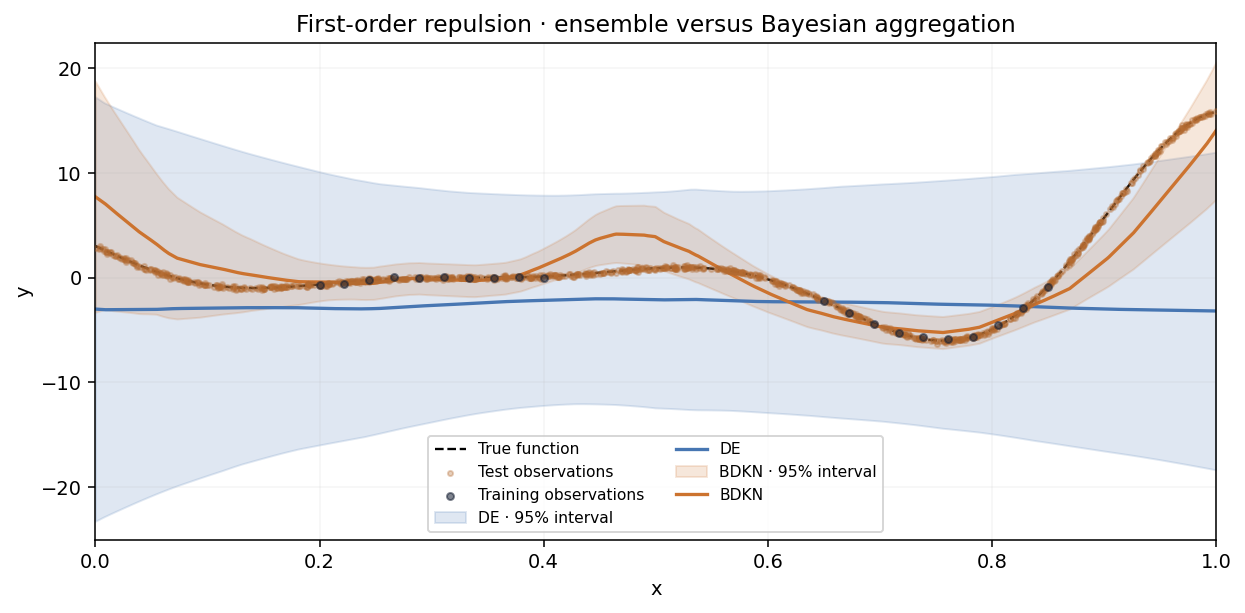 First-order repulsion · ensemble versus Bayesian aggregation
20
10
0
−10
−20
y
True function
Test observations
Training observations
DE · 95% interval
DE
BDKN · 95% interval
BDKN
0.0 0.2 0.4 0.6 0.8 1.0
x